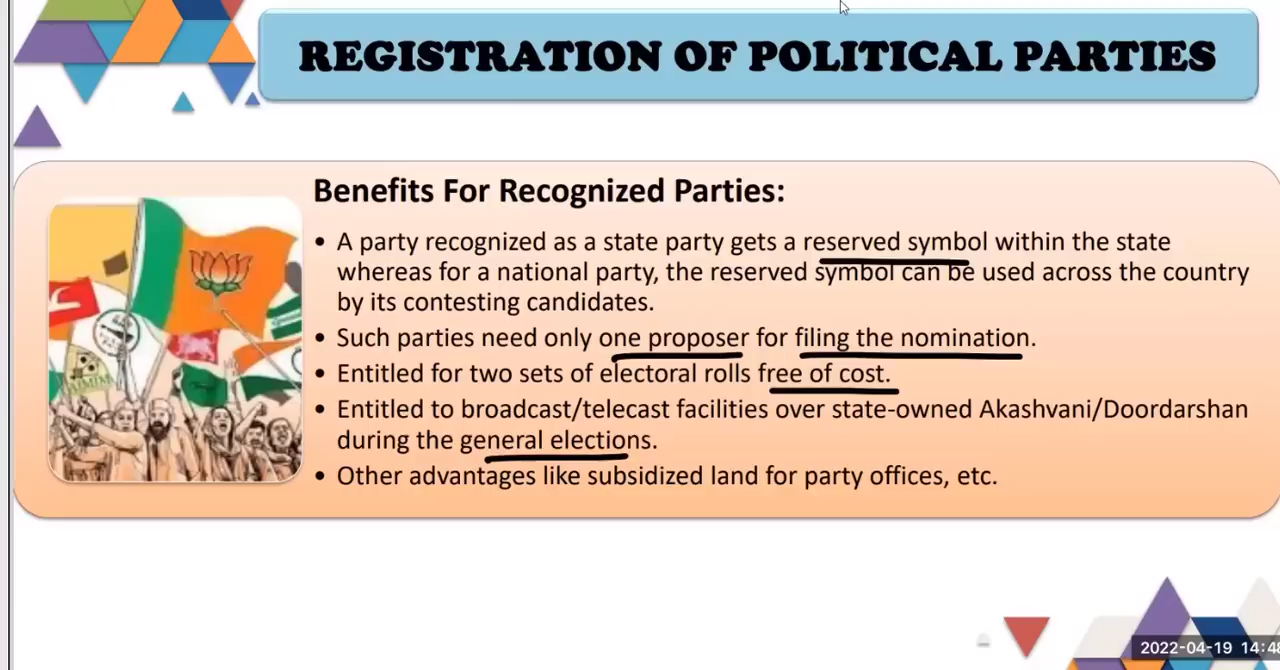 REGISTRATION OF POLITICAL PARTIES
Benefits For Recognized Parties:
• A party recognized as a state party gets a reserved symbol within the state
whereas for a national party, the reserved symbol can be used across the country
by its contesting candidates.
• Such parties need only one proposer for filing the nomination.
• Entitled for two sets of electoral rolls free of cost.
• Entitled to broadcast/telecast facilities over state-owned Akashvani/Doordarshan
during the general elections.
• Other advantages like subsidized land for party offices, etc.
AIMIM
2022-04-19 14:48